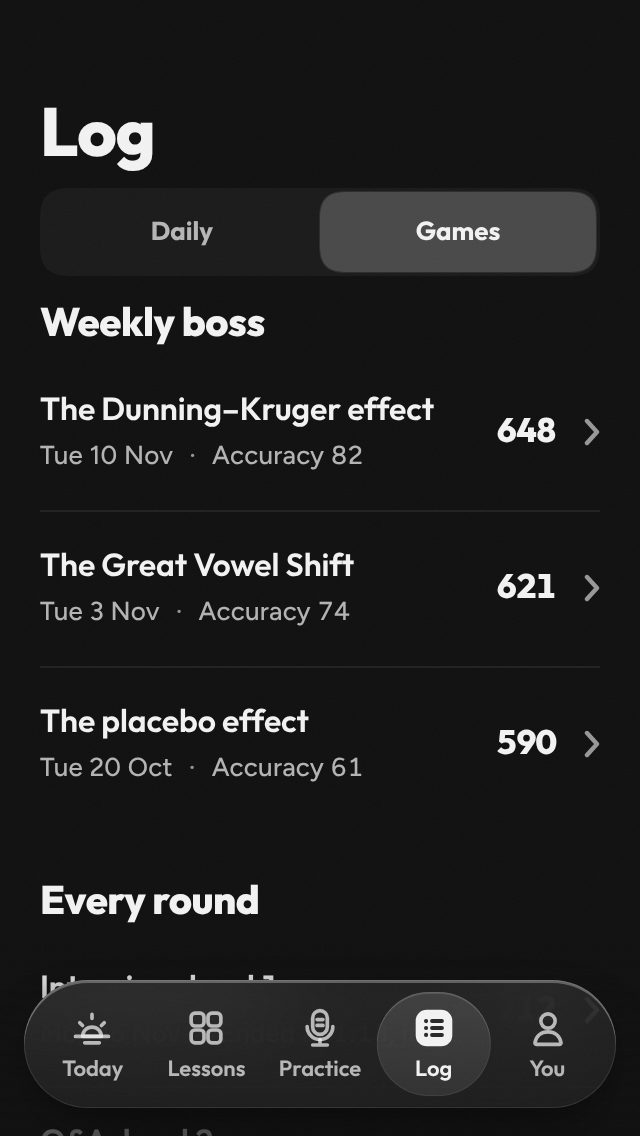 Log
Daily
Games
Weekly boss
The Dunning–Kruger effect
Tue 10 Nov · Accuracy 82
648
The Great Vowel Shift
Tue 3 Nov · Accuracy 74
621
The placebo effect
Tue 20 Oct · Accuracy 61
590
Every round
Today
Lessons
Practice
Log
You